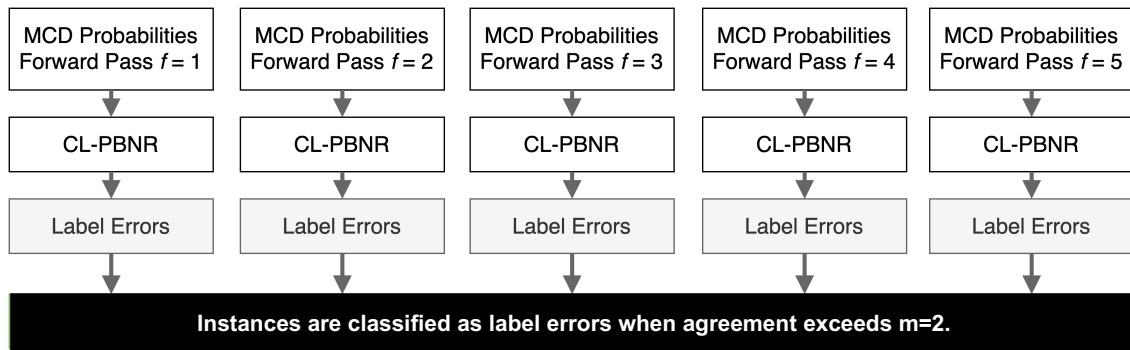 MCD Probabilities
Forward Pass f = 1
MCD Probabilities
Forward Pass f = 2
MCD Probabilities
Forward Pass f = 3
MCD Probabilities
Forward Pass f = 4
MCD Probabilities
Forward Pass f = 5
CL-PBNR
CL-PBNR
CL-PBNR
CL-PBNR
CL-PBNR
Label Errors
Label Errors
Label Errors
Label Errors
Label Errors
Instances are classified as label errors when agreement exceeds m=2.